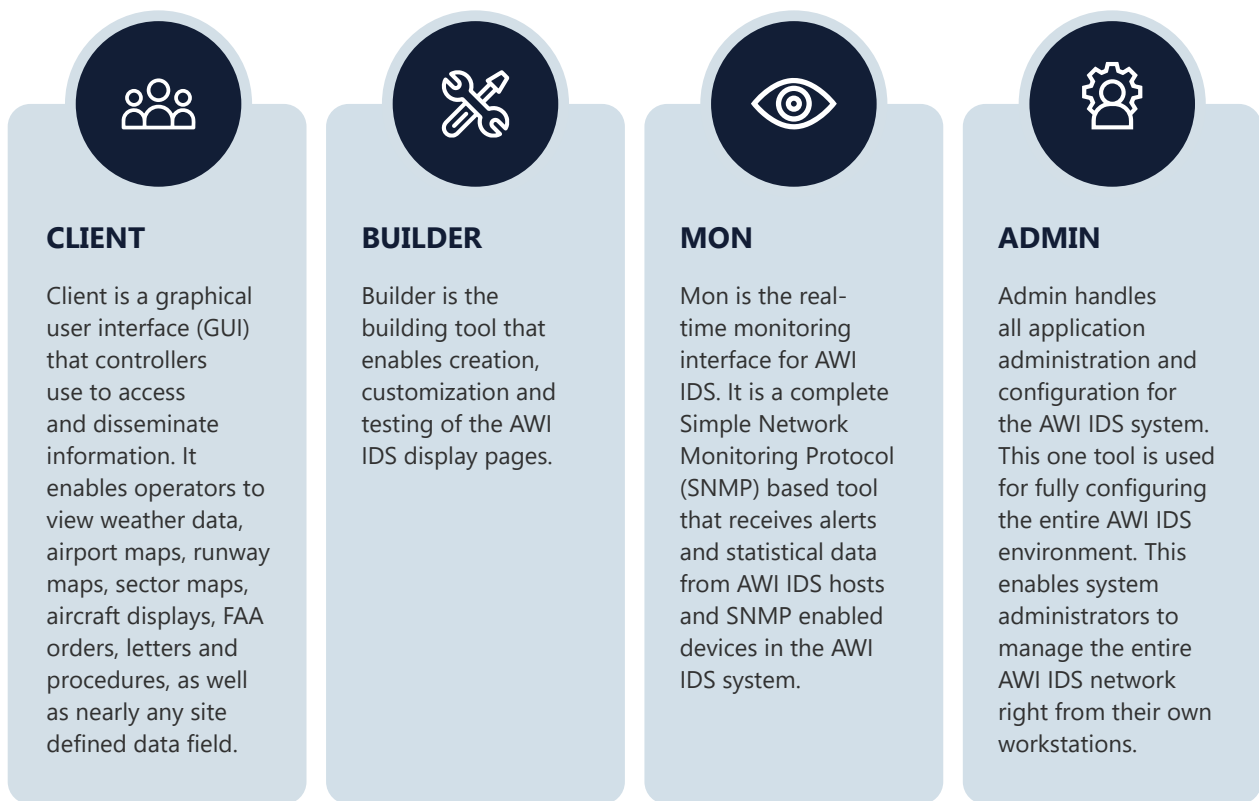 CLIENT
Client is a graphical
user interface (GUI)
that controllers
use to access
and disseminate
information. It
enables operators to
view weather data,
airport maps, runway
maps, sector maps,
aircraft displays, FAA
orders, letters and
procedures, as well
as nearly any site
defined data field.
BUILDER
Builder is the
building tool that
enables creation,
customization and
testing of the AWI
IDS display pages.
MON
Mon is the real-
time monitoring
interface for AWI
IDS. It is a complete
Simple Network
Monitoring Protocol
(SNMP) based tool
that receives alerts
and statistical data
from AWI IDS hosts
and SNMP enabled
devices in the AWI
IDS system.
ADMIN
Admin handles
all application
administration and
configuration for
the AWI IDS system.
This one tool is used
for fully configuring
the entire AWI IDS
environment. This
enables system
administrators to
manage the entire
AWI IDS network
right from their own
workstations.